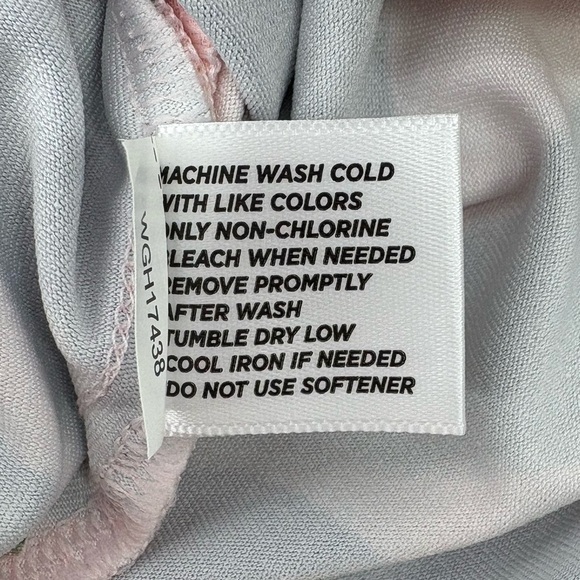 MACHINE WASH COLD
WITH LIKE COLORS
ONLY NON-CHLORINE
BLEACH WHEN NEEDED
REMOVE PROMPTLY
AFTER WASH
TUMBLE DRY LOW
COOL IRON IF NEEDED
DO NOT USE SOFTENER
WGH17438